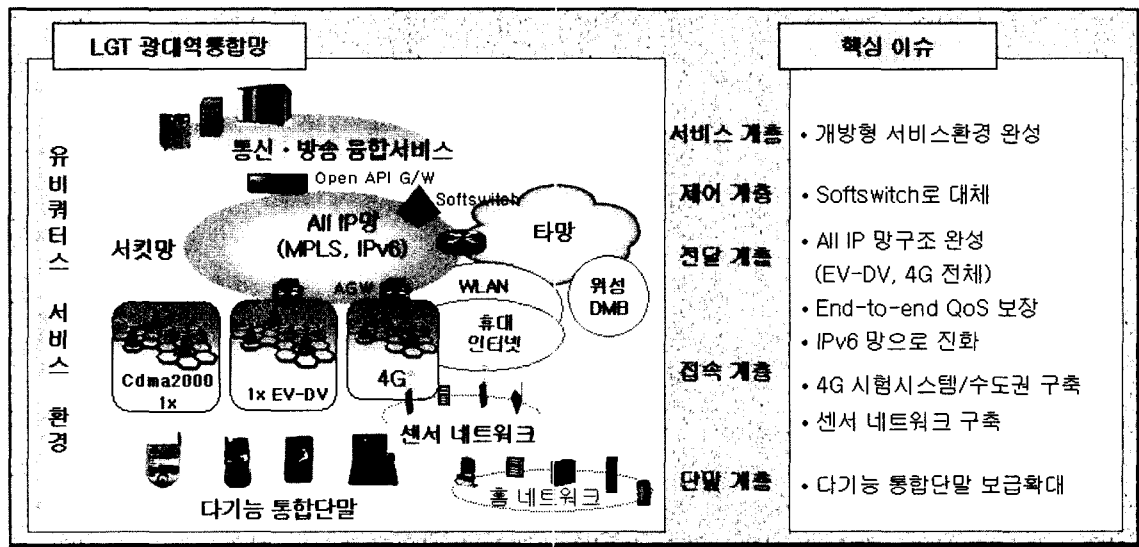 LGT 광대역통합망
핵심 이슈
유비쿼터스 서비스 환경
통신 · 방송 융합서비스
Open API G/W
Softswitch
All IP망
(MPLS, IPv6)
서킷망
타망
AGW
WLAN
위성
DMB
휴대
인터넷
Cdma2000
1x
1x EV-DV
4G
센서 네트워크
홈 네트워크
다기능 통합단말
서비스 계층
• 개방형 서비스환경 완성
제어 계층
• Softswitch로 대체
전달 계층
• All IP 망구조 완성
(EV-DV, 4G 전체)
• End-to-end QoS 보장
• IPv6 망으로 진화
접속 계층
• 4G 시험시스템/수도권 구축
• 센서 네트워크 구축
단말 계층
• 다기능 통합단말 보급확대